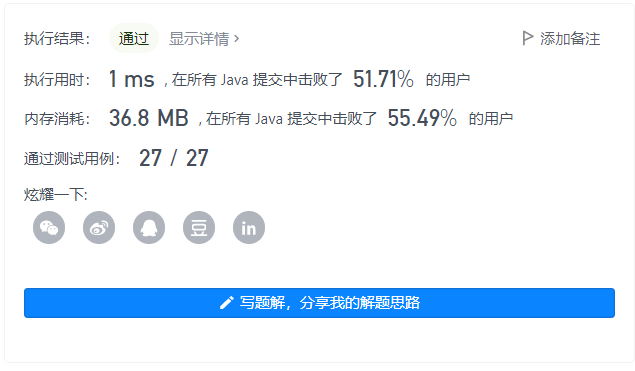 执行结果： 通过 显示详情 › 添加备注
执行用时： 1 ms , 在所有 Java 提交中击败了 51.71% 的用户
内存消耗： 36.8 MB , 在所有 Java 提交中击败了 55.49% 的用户
通过测试用例： 27 / 27
炫耀一下:
豆 in
写题解，分享我的解题思路